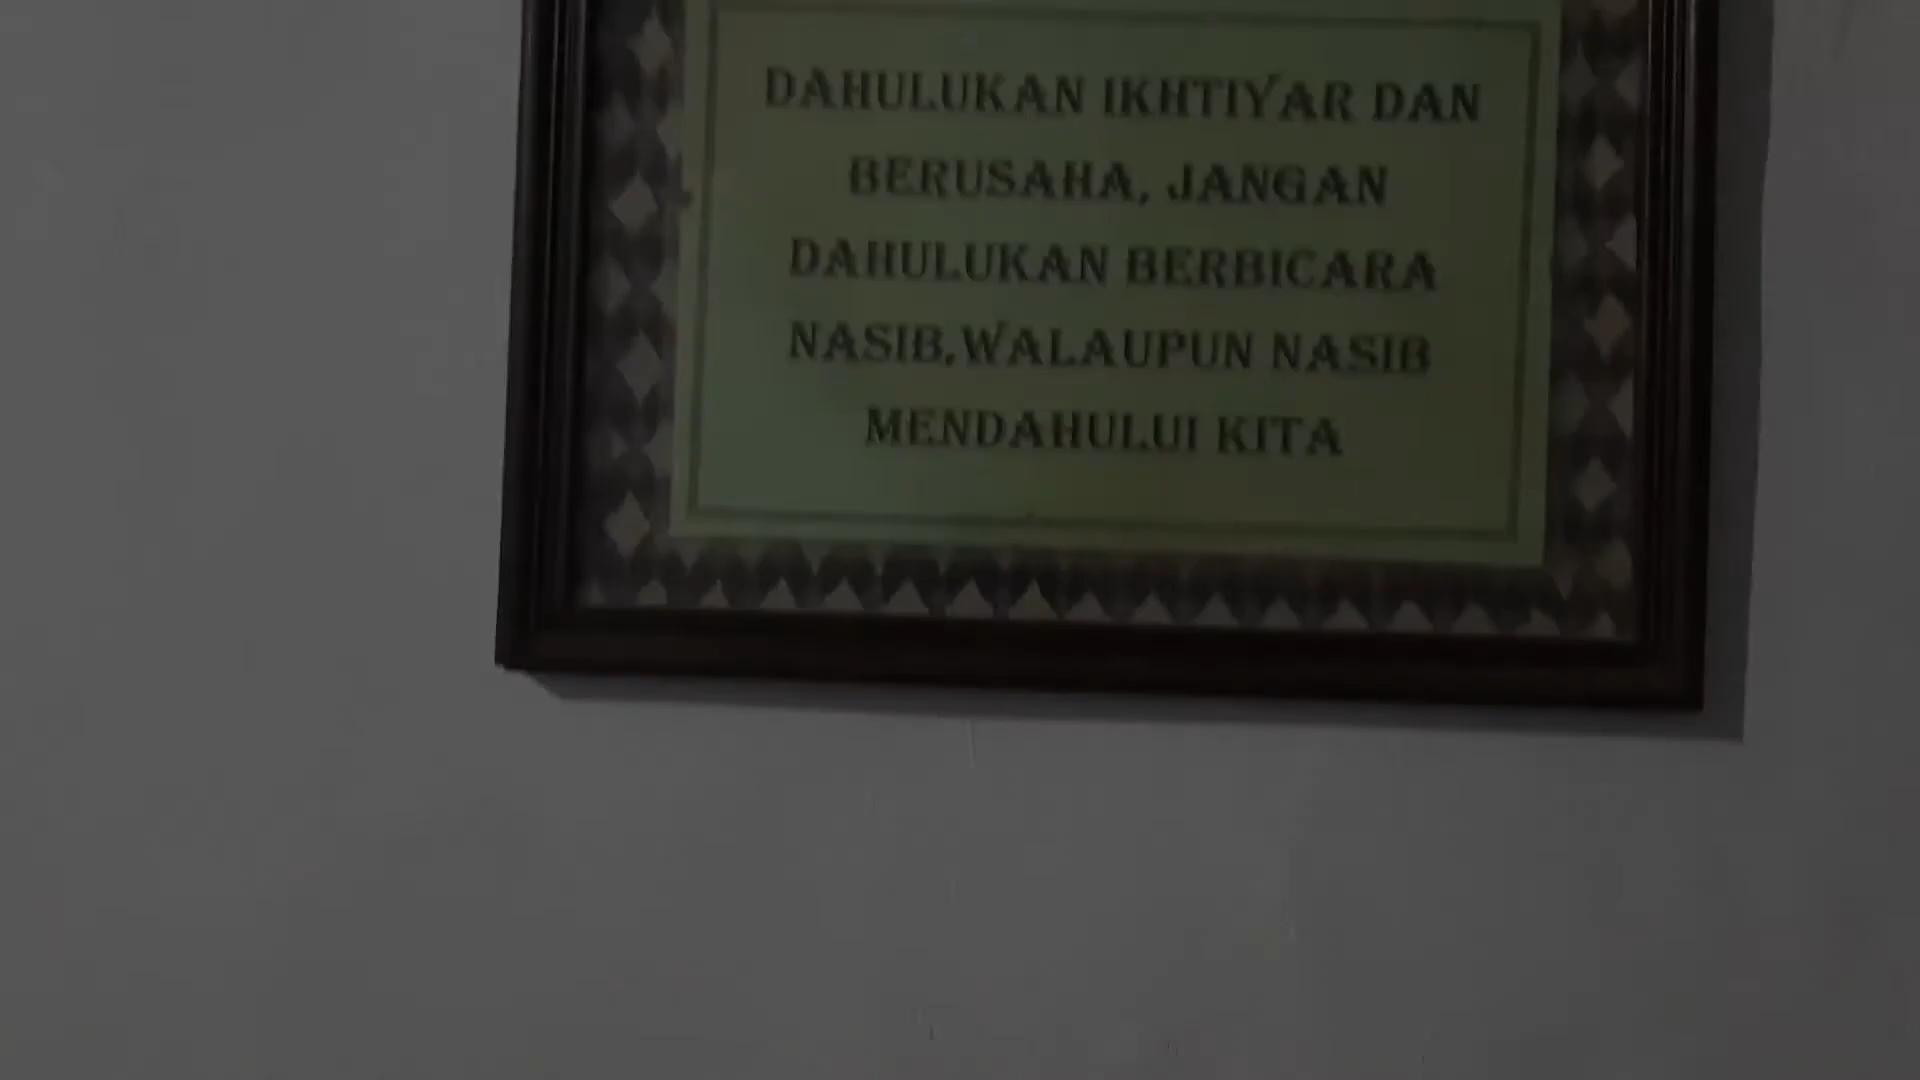 DAHULUKAN IKHTIYAR DAN
BERUSAHA, JANGAN
DAHULUKAN BERBICARA
NASIB.WALAUPUN NASIB
MENDAHULUI KITA